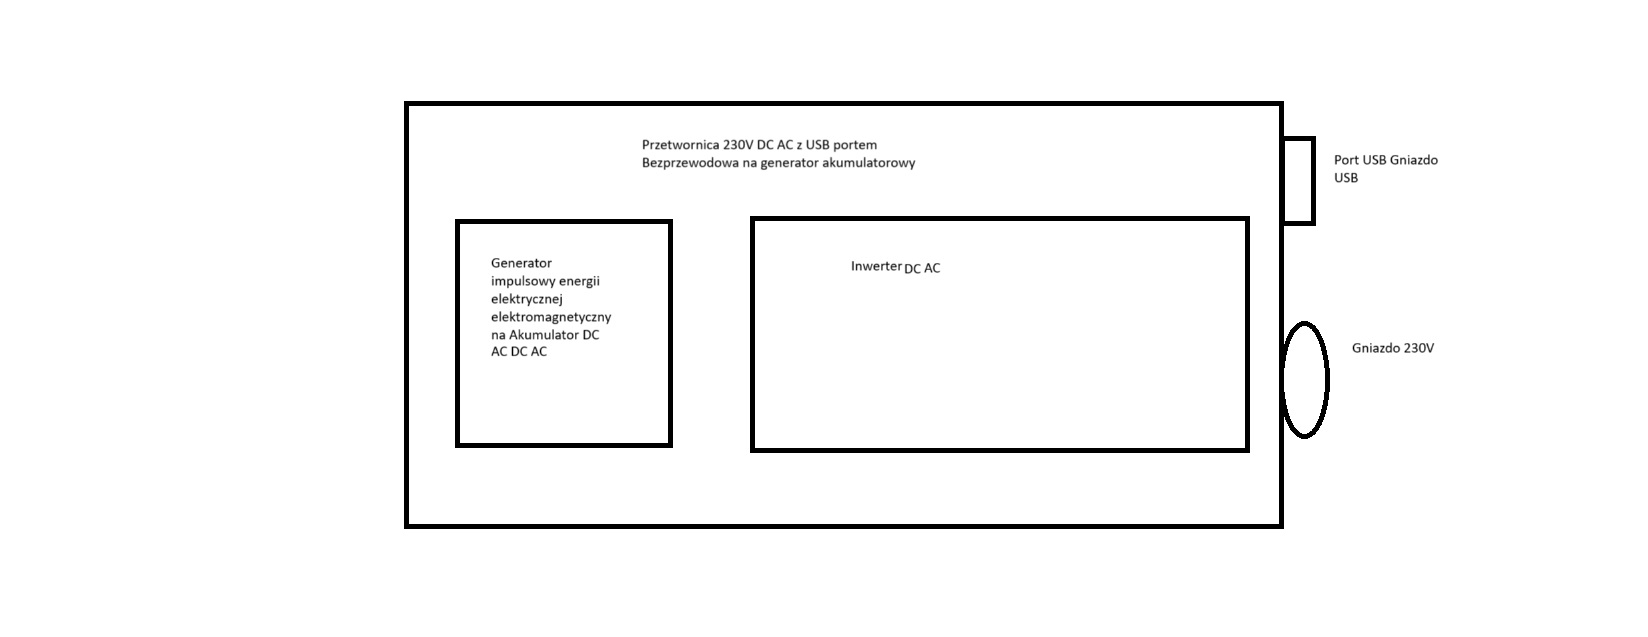 Przetwornica 230V DC AC z USB portem
Bezprzewodowa na generator akumulatorowy
Port USB Gniazdo
USB
Generator
impulsowy energii
elektrycznej
elektromagnetyczny
na Akumulator DC
AC DC AC
Inwerter DC AC
Gniazdo 230V